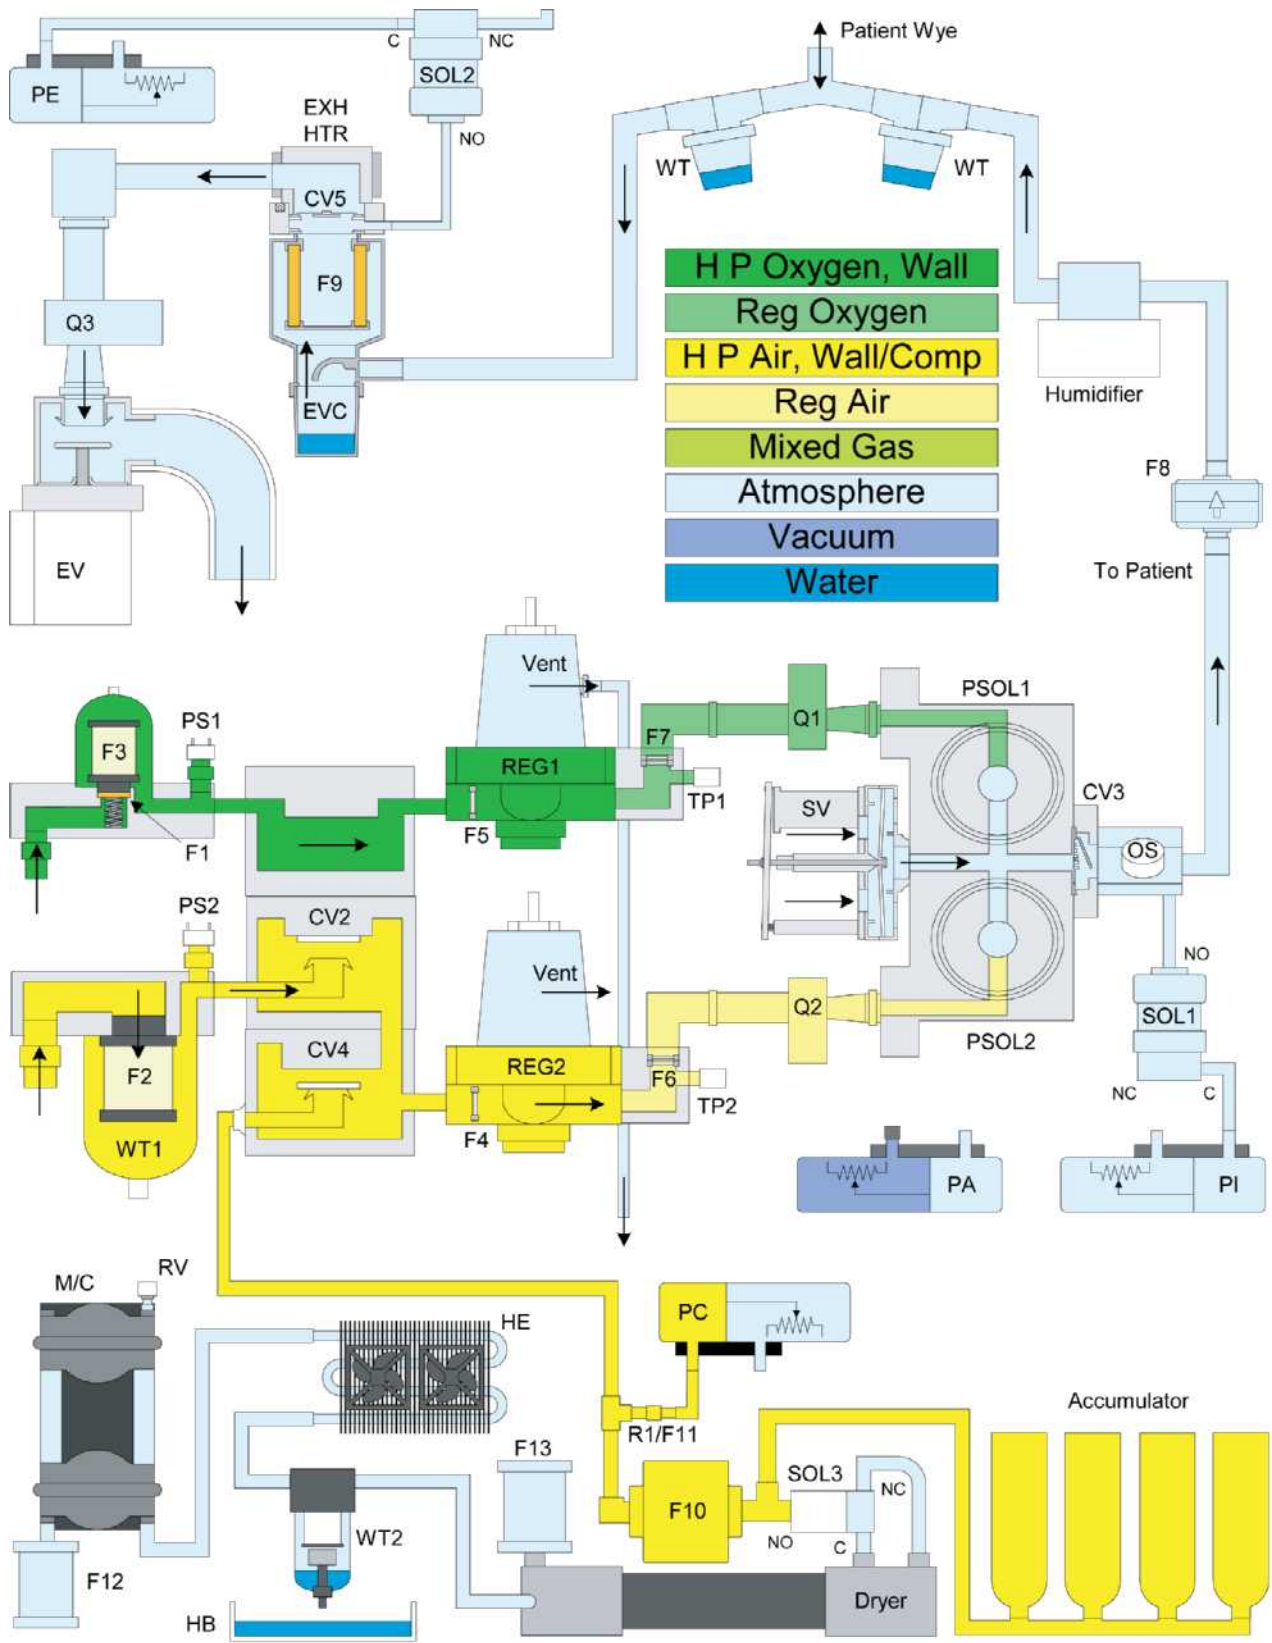 Patient Wye
C
NC
SOL2
PE
EXH
HTR
NO
WT
WT
CV5
H P Oxygen, Wall
Reg Oxygen
H P Air, Wall/Comp
Reg Air
Mixed Gas
Atmosphere
Vacuum
Water
F9
Q3
Humidifier
EVC
F8
EV
To Patient
Vent
PSOL1
PS1
Q1
F7
F3
REG1
TP1
CV3
SV
F5
F1
OS
PS2
CV2
NO
Vent
Q2
SOL1
PSOL2
CV4
REG2
F6
F2
NC
C
TP2
F4
WT1
PA
PI
RV
M/C
PC
HE
Accumulator
R1/F11
F13
SOL3
NC
F10
WT2
NO
C
F12
Dryer
HB